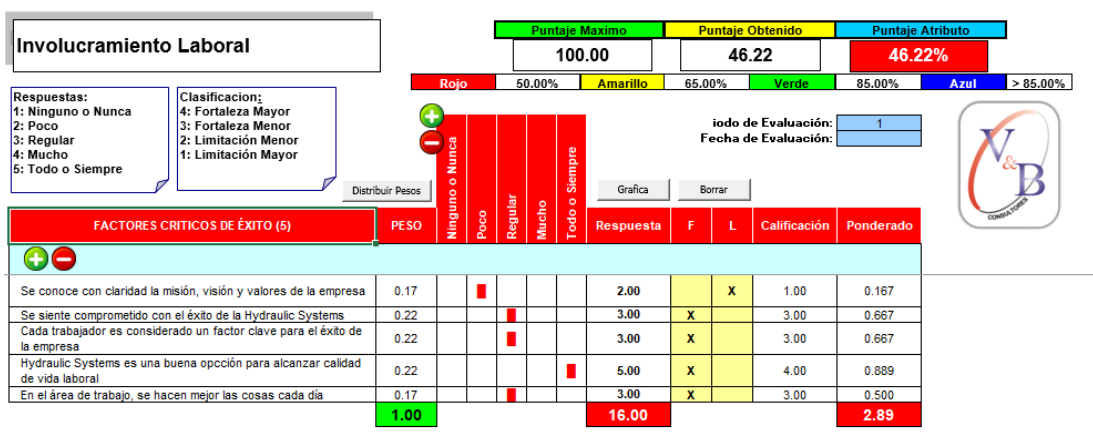 Involucramiento Laboral
Puntaje Maximo Puntaje Obtenido Puntaje Atributo
100.00 46.22 46.22%
Rojo 50.00% Amarillo 65.00% Verde 85.00% Azul > 85.00%
Respuestas:
1: Ninguno o Nunca
2: Poco
3: Regular
4: Mucho
5: Todo o Siempre
Clasificacion:
4: Fortaleza Mayor
3: Fortaleza Menor
2: Limitación Menor
1: Limitación Mayor
iodo de Evaluación: 1
Fecha de Evaluación:
V&B
CONSULTORES
Distribuir Pesos Grafica Borrar
FACTORES CRITICOS DE ÉXITO (5) PESO Ninguno o Nunca Poco Regular Mucho Todo o Siempre Respuesta F L Calificación Ponderado
Se conoce con claridad la misión, visión y valores de la empresa 0.17 2.00 X 1.00 0.167
Se siente comprometido con el éxito de la Hydraulic Systems 0.22 3.00 X 3.00 0.667
Cada trabajador es considerado un factor clave para el éxito de
la empresa 0.22 3.00 X 3.00 0.667
Hydraulic Systems es una buena opcción para alcanzar calidad
de vida laboral 0.22 5.00 X 4.00 0.889
En el área de trabajo, se hacen mejor las cosas cada día 0.17 3.00 X 3.00 0.500
1.00 16.00 2.89